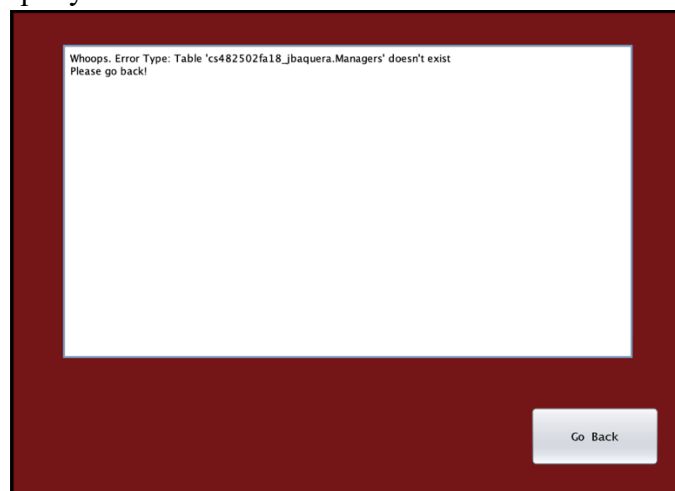 Whoops. Error Type: Table 'cs482502fa18_jbaquera.Managers' doesn't exist
Please go back!
Go Back